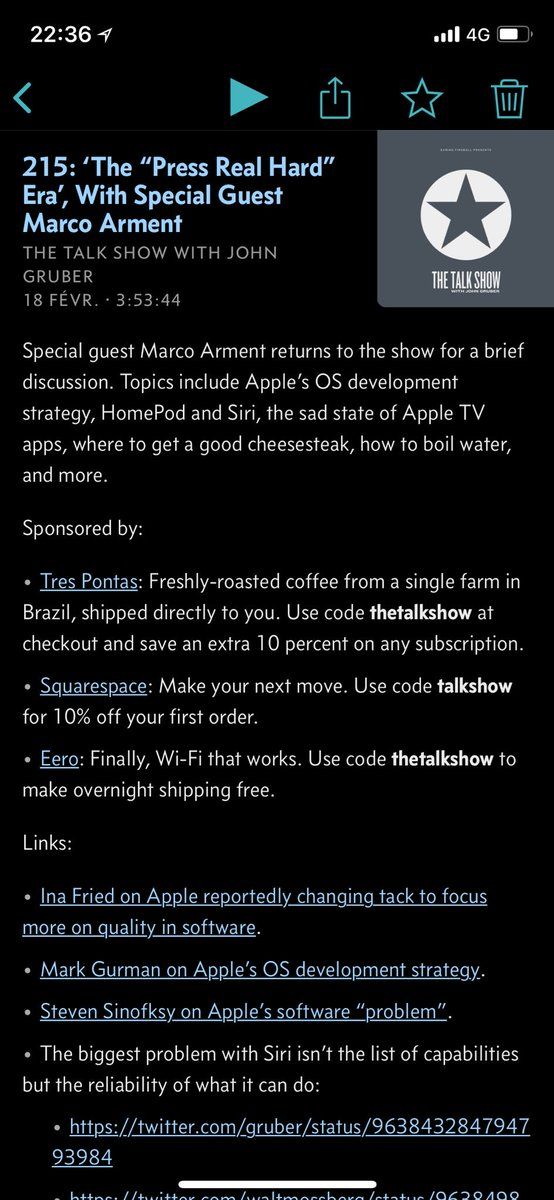 22:36
4G
215: ‘The “Press Real Hard”
Era’, With Special Guest
Marco Arment
THE TALK SHOW WITH JOHN
GRUBER
18 FÉVR. · 3:53:44
DARING FIREBALL PRESENTS
THE TALK SHOW
WITH JOHN GRUBER
Special guest Marco Arment returns to the show for a brief
discussion. Topics include Apple’s OS development
strategy, HomePod and Siri, the sad state of Apple TV
apps, where to get a good cheesesteak, how to boil water,
and more.
Sponsored by:
• Tres Pontas: Freshly-roasted coffee from a single farm in
Brazil, shipped directly to you. Use code thetalkshow at
checkout and save an extra 10 percent on any subscription.
• Squarespace: Make your next move. Use code talkshow
for 10% off your first order.
• Eero: Finally, Wi-Fi that works. Use code thetalkshow to
make overnight shipping free.
Links:
• Ina Fried on Apple reportedly changing tack to focus
more on quality in software.
• Mark Gurman on Apple’s OS development strategy.
• Steven Sinofksy on Apple’s software “problem”.
• The biggest problem with Siri isn’t the list of capabilities
but the reliability of what it can do:
• https://twitter.com/gruber/status/9638432847947
93984
• https://twitter.com/waltmossberg/status/9638498